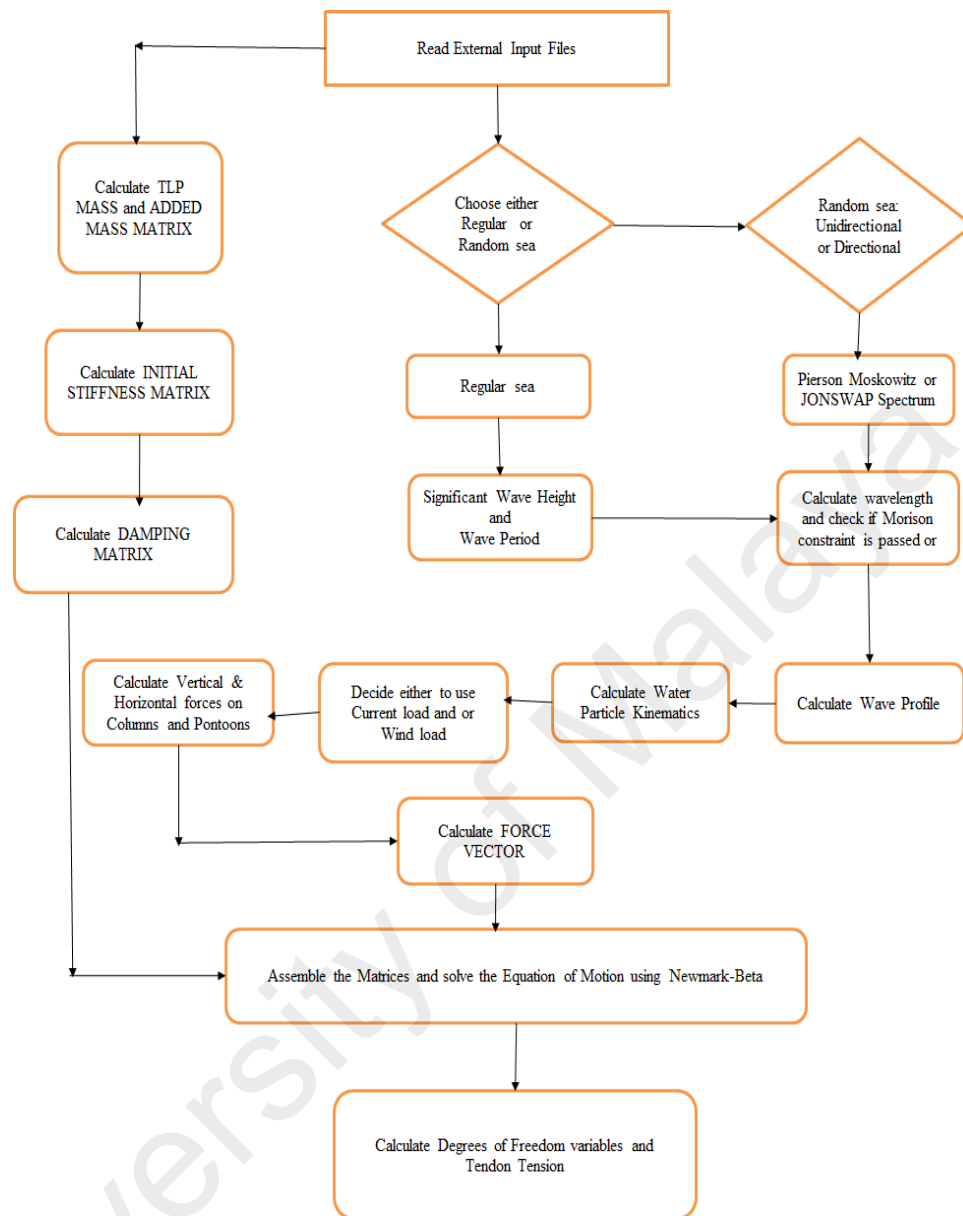 Read External Input Files
Calculate TLP
MASS and ADDED
MASS MATRIX
Choose either
Regular or
Random sea
Random sea:
Unidirectional
or Directional
Calculate INITIAL
STIFFNESS MATRIX
Regular sea
Pierson Moskowitz or
JONSWAP Spectrum
Calculate DAMPING
MATRIX
Significant Wave Height
and
Wave Period
Calculate wavelength
and check if Morison
constraint is passed or
Calculate Vertical &
Horizontal forces on
Columns and Pontoons
Decide either to use
Current load and or
Wind load
Calculate Water
Particle Kinematics
Calculate Wave Profile
Calculate FORCE
VECTOR
Assemble the Matrices and solve the Equation of Motion using Newmark-Beta
Calculate Degrees of Freedom variables and
Tendon Tension
versity of Malaya